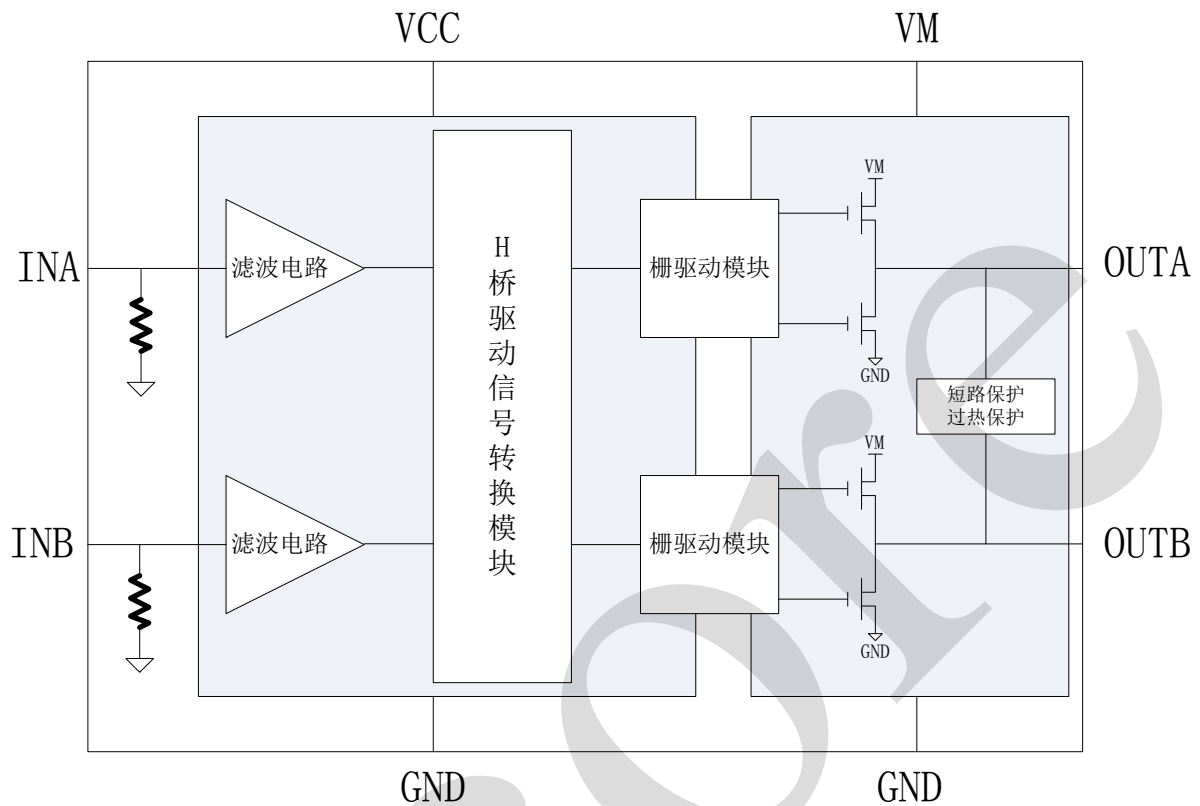 VCC
VM
INA
滤波电路
H
桥
驱
动
信
号
转
换
模
块
栅驱动模块
VM
GND
OUTA
短路保护
过热保护
INB
滤波电路
栅驱动模块
VM
GND
OUTB
GND
GND
ore